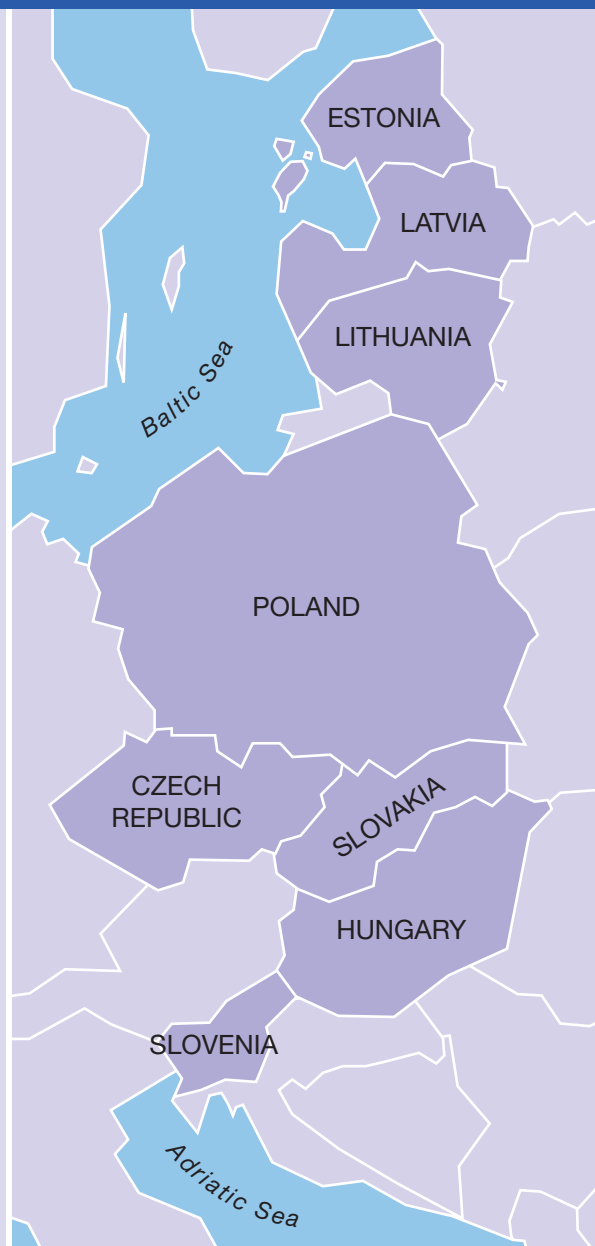 ESTONIA
LATVIA
LITHUANIA
Baltic Sea
POLAND
CZECH
REPUBLIC
SLOVAKIA
HUNGARY
SLOVENIA
Adriatic Sea